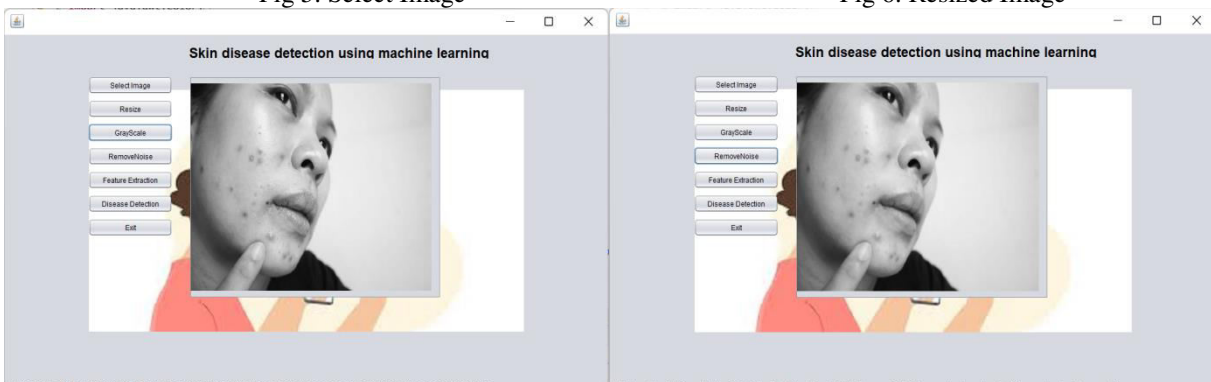 Fig 5. Select Image
Fig 6. Resized Image
Skin disease detection using machine learning
Select Image
Resize
GrayScale
RemoveNoise
Feature Extraction
Disease Detection
Exit
Skin disease detection using machine learning
Select Image
Resize
GrayScale
RemoveNoise
Feature Extraction
Disease Detection
Exit